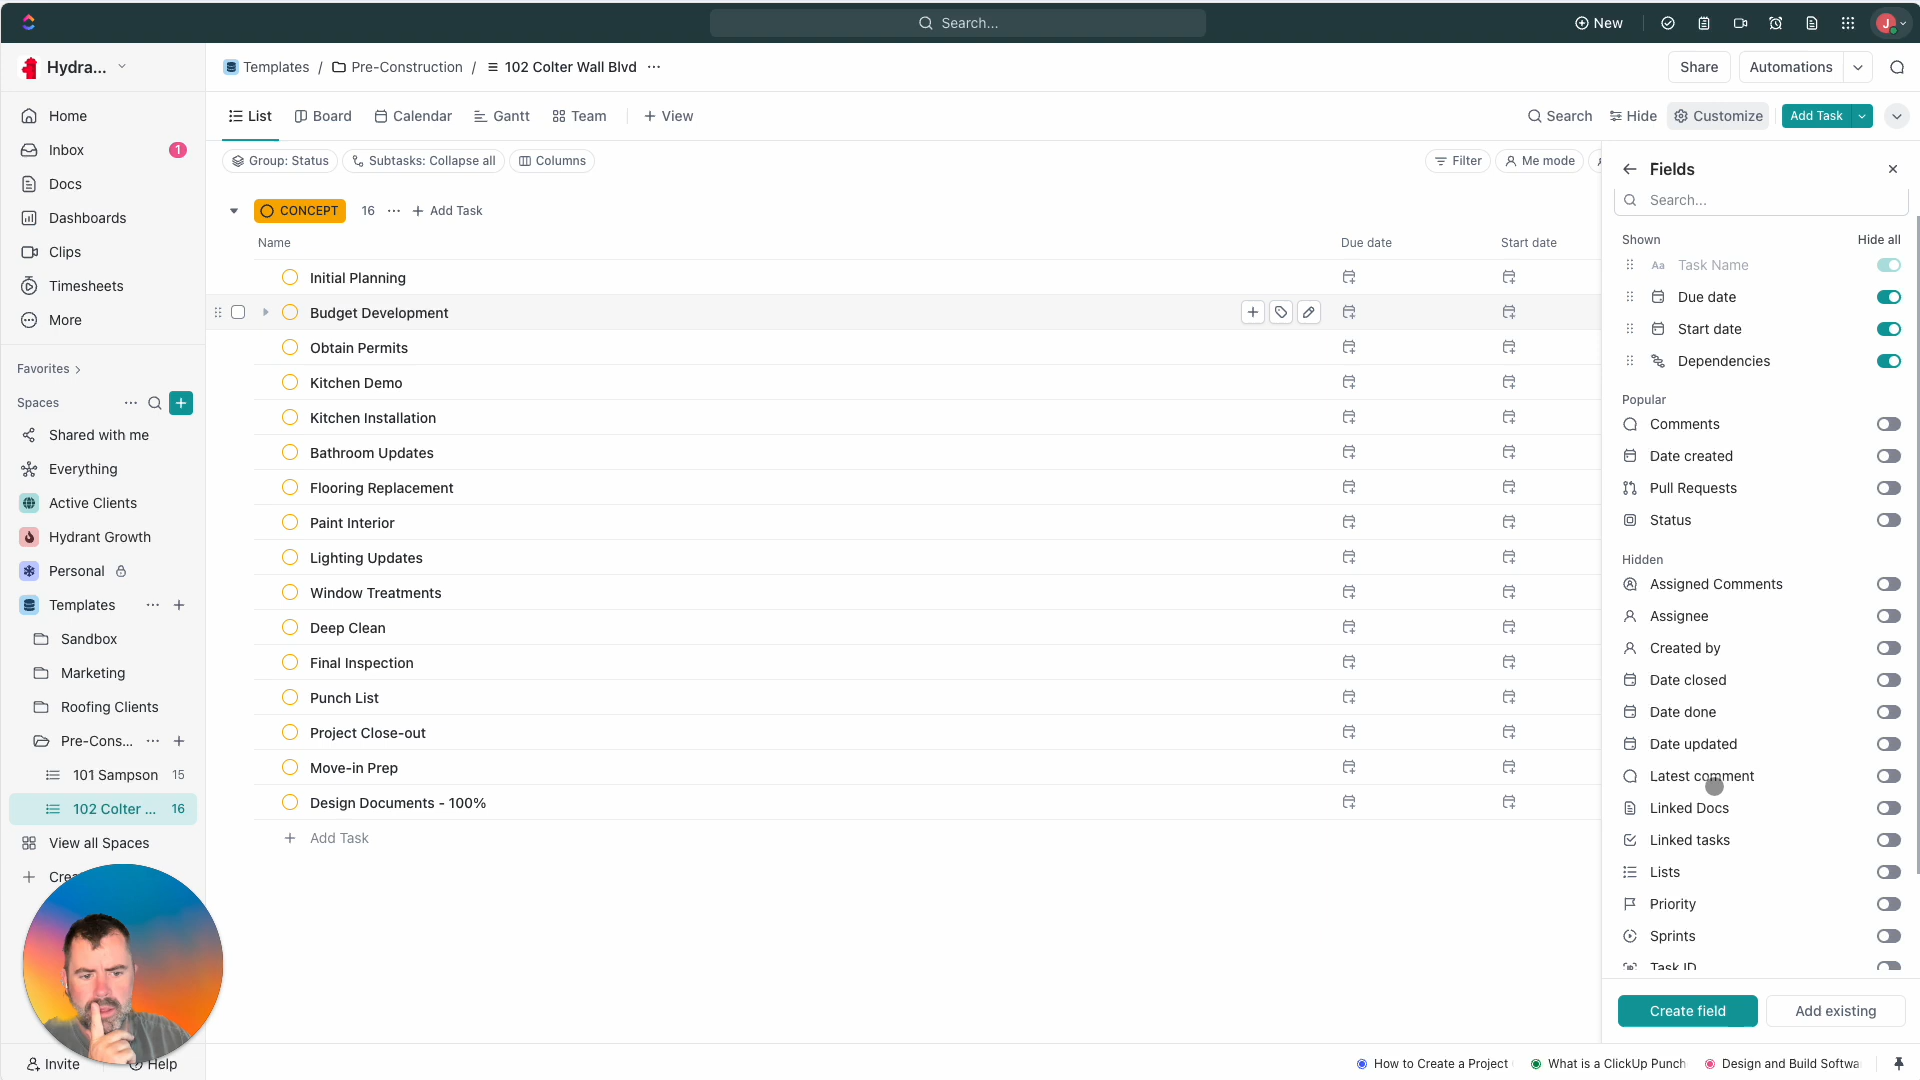 Search...
New
J
Hydra...
Templates / Pre-Construction / 102 Colter Wall Blvd ...
Share
Automations
Home
Inbox 1
Docs
Dashboards
Clips
Timesheets
More
Favorites
Spaces
Shared with me
Everything
Active Clients
Hydrant Growth
Personal
Templates
Sandbox
Marketing
Roofing Clients
Pre-Cons...
101 Sampson 15
102 Colter ... 16
View all Spaces
Invite
Help
List
Board
Calendar
Gantt
Team
+ View
Search
Hide
Customize
Add Task
Group: Status
Subtasks: Collapse all
Columns
Filter
Me mode
CONCEPT 16 ... + Add Task
Name
Due date
Start date
Initial Planning
Budget Development
Obtain Permits
Kitchen Demo
Kitchen Installation
Bathroom Updates
Flooring Replacement
Paint Interior
Lighting Updates
Window Treatments
Deep Clean
Final Inspection
Punch List
Project Close-out
Move-in Prep
Design Documents - 100%
+ Add Task
Fields
Search...
Shown
Hide all
Aa Task Name
Due date
Start date
Dependencies
Popular
Comments
Date created
Pull Requests
Status
Hidden
Assigned Comments
Assignee
Created by
Date closed
Date done
Date updated
Latest comment
Linked Docs
Linked tasks
Lists
Priority
Sprints
Task ID
Create field
Add existing
How to Create a Project
What is a ClickUp Punch
Design and Build Softwa